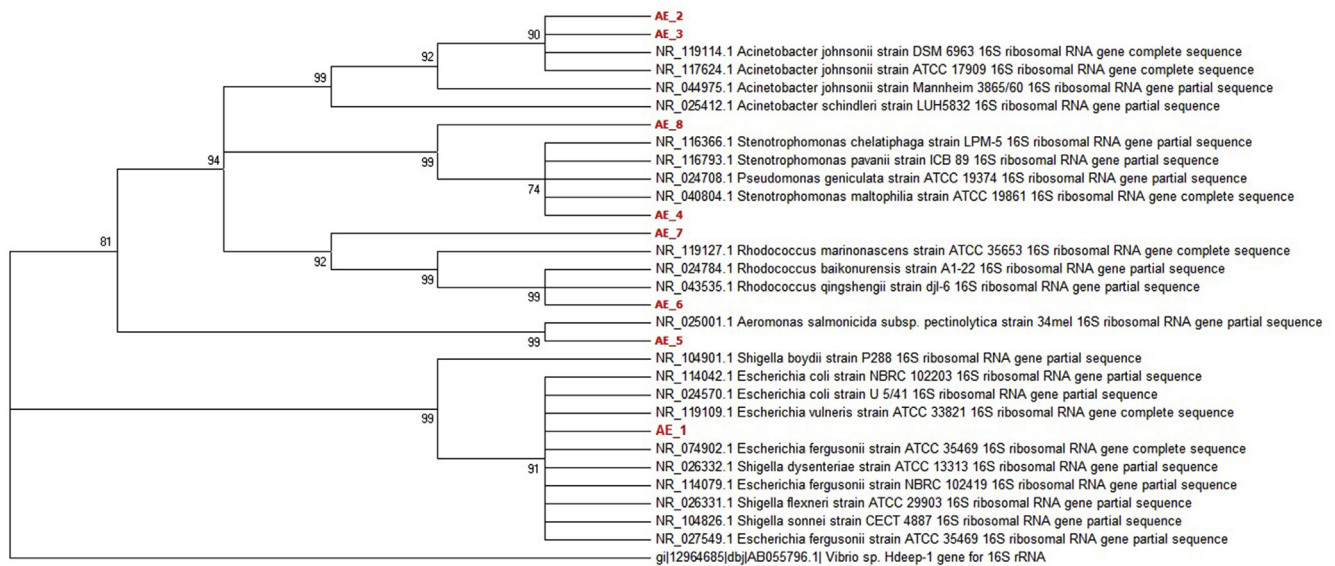 AE_2
90
AE_3
NR_119114.1 Acinetobacter johnsonii strain DSM 6963 16S ribosomal RNA gene complete sequence
92
NR_117624.1 Acinetobacter johnsonii strain ATCC 17909 16S ribosomal RNA gene complete sequence
99
NR_044975.1 Acinetobacter johnsonii strain Mannheim 3865/60 16S ribosomal RNA gene partial sequence
NR_025412.1 Acinetobacter schindleri strain LUH5832 16S ribosomal RNA gene partial sequence
AE_8
NR_116366.1 Stenotrophomonas chelatiphaga strain LPM-5 16S ribosomal RNA gene partial sequence
94
99
NR_116793.1 Stenotrophomonas pavanii strain ICB 89 16S ribosomal RNA gene partial sequence
NR_024708.1 Pseudomonas geniculata strain ATCC 19374 16S ribosomal RNA gene partial sequence
74
NR_040804.1 Stenotrophomonas maltophilia strain ATCC 19861 16S ribosomal RNA gene complete sequence
AE_4
81
AE_7
NR_119127.1 Rhodococcus marinonascens strain ATCC 35653 16S ribosomal RNA gene complete sequence
92
NR_024784.1 Rhodococcus baikonurensis strain A1-22 16S ribosomal RNA gene partial sequence
99
NR_043535.1 Rhodococcus qingshengii strain djl-6 16S ribosomal RNA gene partial sequence
99
AE_6
NR_025001.1 Aeromonas salmonicida subsp. pectinolytica strain 34mel 16S ribosomal RNA gene partial sequence
99
AE_5
NR_104901.1 Shigella boydii strain P288 16S ribosomal RNA gene partial sequence
NR_114042.1 Escherichia coli strain NBRC 102203 16S ribosomal RNA gene partial sequence
NR_024570.1 Escherichia coli strain U 5/41 16S ribosomal RNA gene partial sequence
99
NR_119109.1 Escherichia vulneris strain ATCC 33821 16S ribosomal RNA gene complete sequence
AE_1
NR_074902.1 Escherichia fergusonii strain ATCC 35469 16S ribosomal RNA gene complete sequence
91
NR_026332.1 Shigella dysenteriae strain ATCC 13313 16S ribosomal RNA gene partial sequence
NR_114079.1 Escherichia fergusonii strain NBRC 102419 16S ribosomal RNA gene partial sequence
NR_026331.1 Shigella flexneri strain ATCC 29903 16S ribosomal RNA gene partial sequence
NR_104826.1 Shigella sonnei strain CECT 4887 16S ribosomal RNA gene partial sequence
NR_027549.1 Escherichia fergusonii strain ATCC 35469 16S ribosomal RNA gene partial sequence
gi|12964685|dbj|AB055796.1| Vibrio sp. Hdeep-1 gene for 16S rRNA